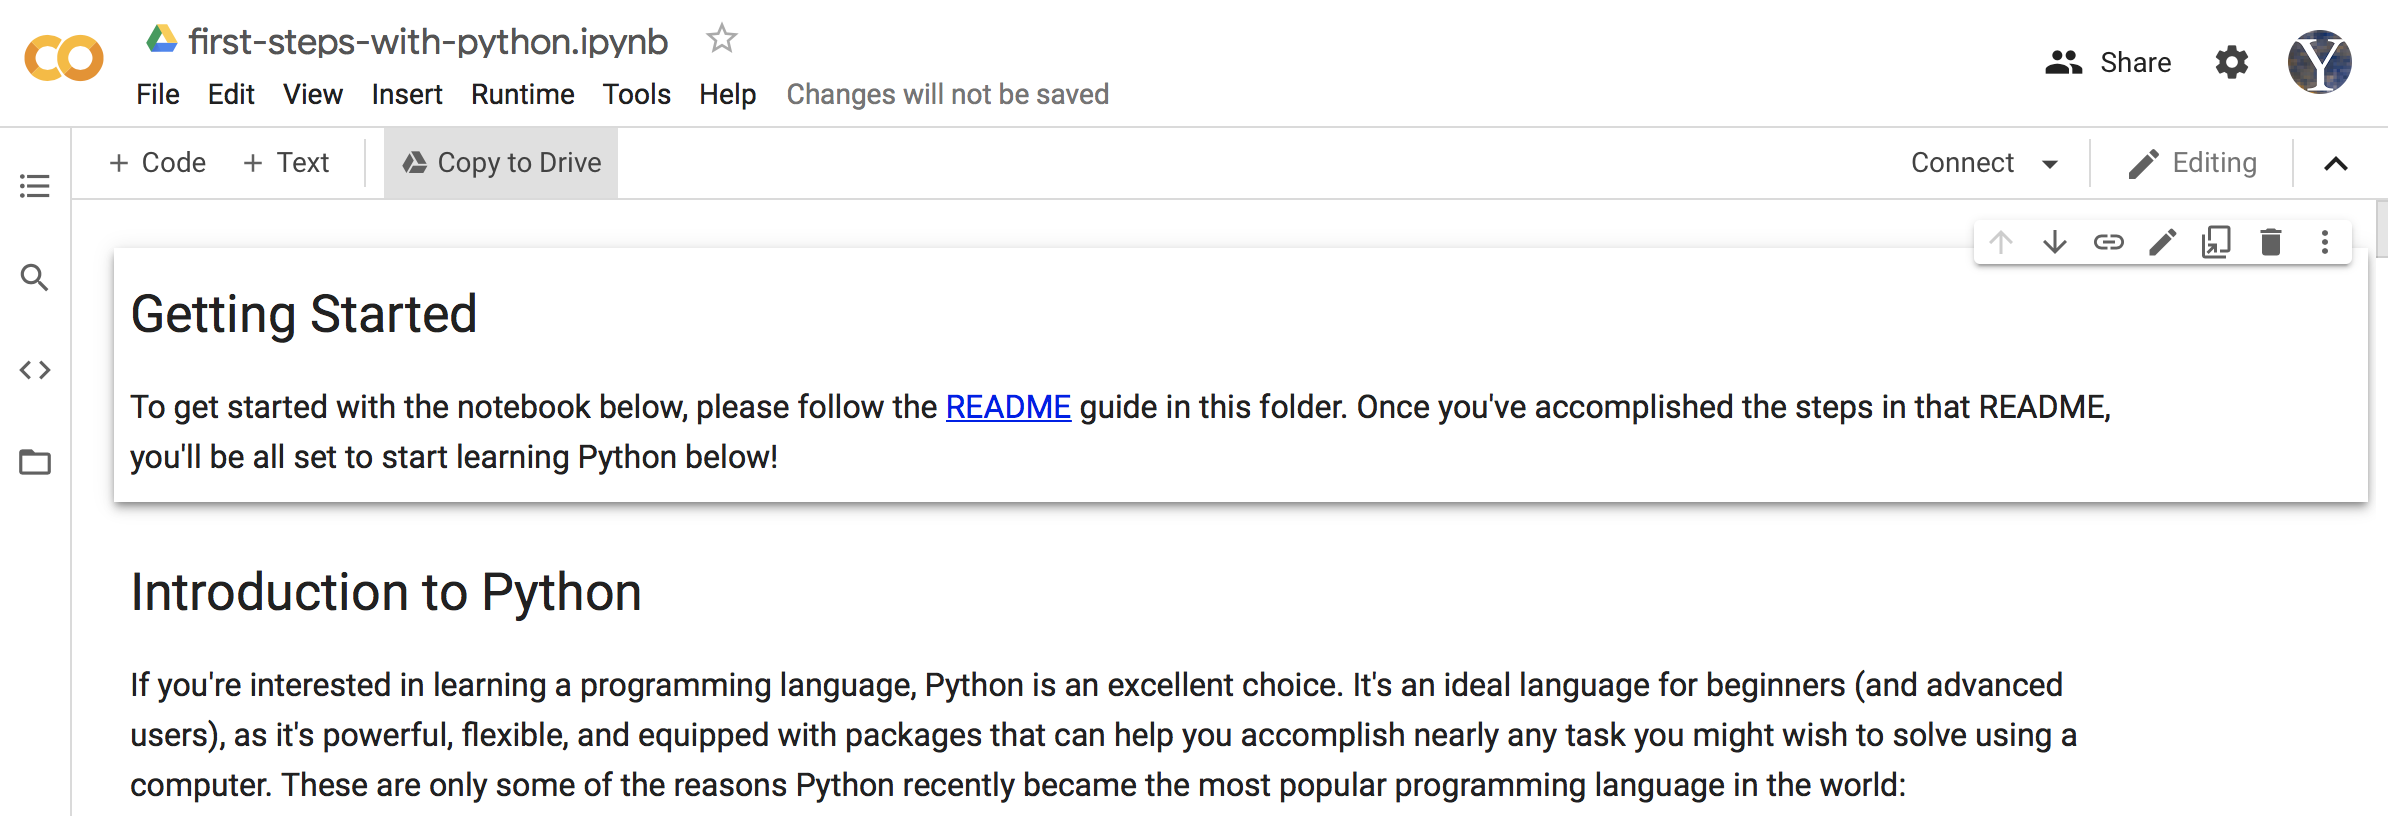 first-steps-with-python.ipynb
File Edit View Insert Runtime Tools Help Changes will not be saved
Share
Y
+ Code + Text Copy to Drive
Connect Editing
Getting Started
To get started with the notebook below, please follow the README guide in this folder. Once you've accomplished the steps in that README,
you'll be all set to start learning Python below!
Introduction to Python
If you're interested in learning a programming language, Python is an excellent choice. It's an ideal language for beginners (and advanced
users), as it's powerful, flexible, and equipped with packages that can help you accomplish nearly any task you might wish to solve using a
computer. These are only some of the reasons Python recently became the most popular programming language in the world: